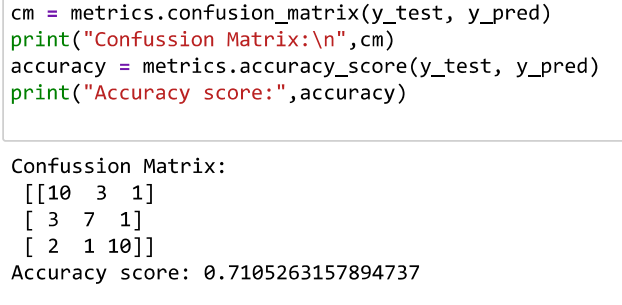 cm = metrics.confusion_matrix(y_test, y_pred)
print("Confussion Matrix:\n",cm)
accuracy = metrics.accuracy_score(y_test, y_pred)
print("Accuracy score:",accuracy)
Confussion Matrix:
 [[10  3  1]
 [ 3  7  1]
 [ 2  1 10]]
Accuracy score: 0.7105263157894737